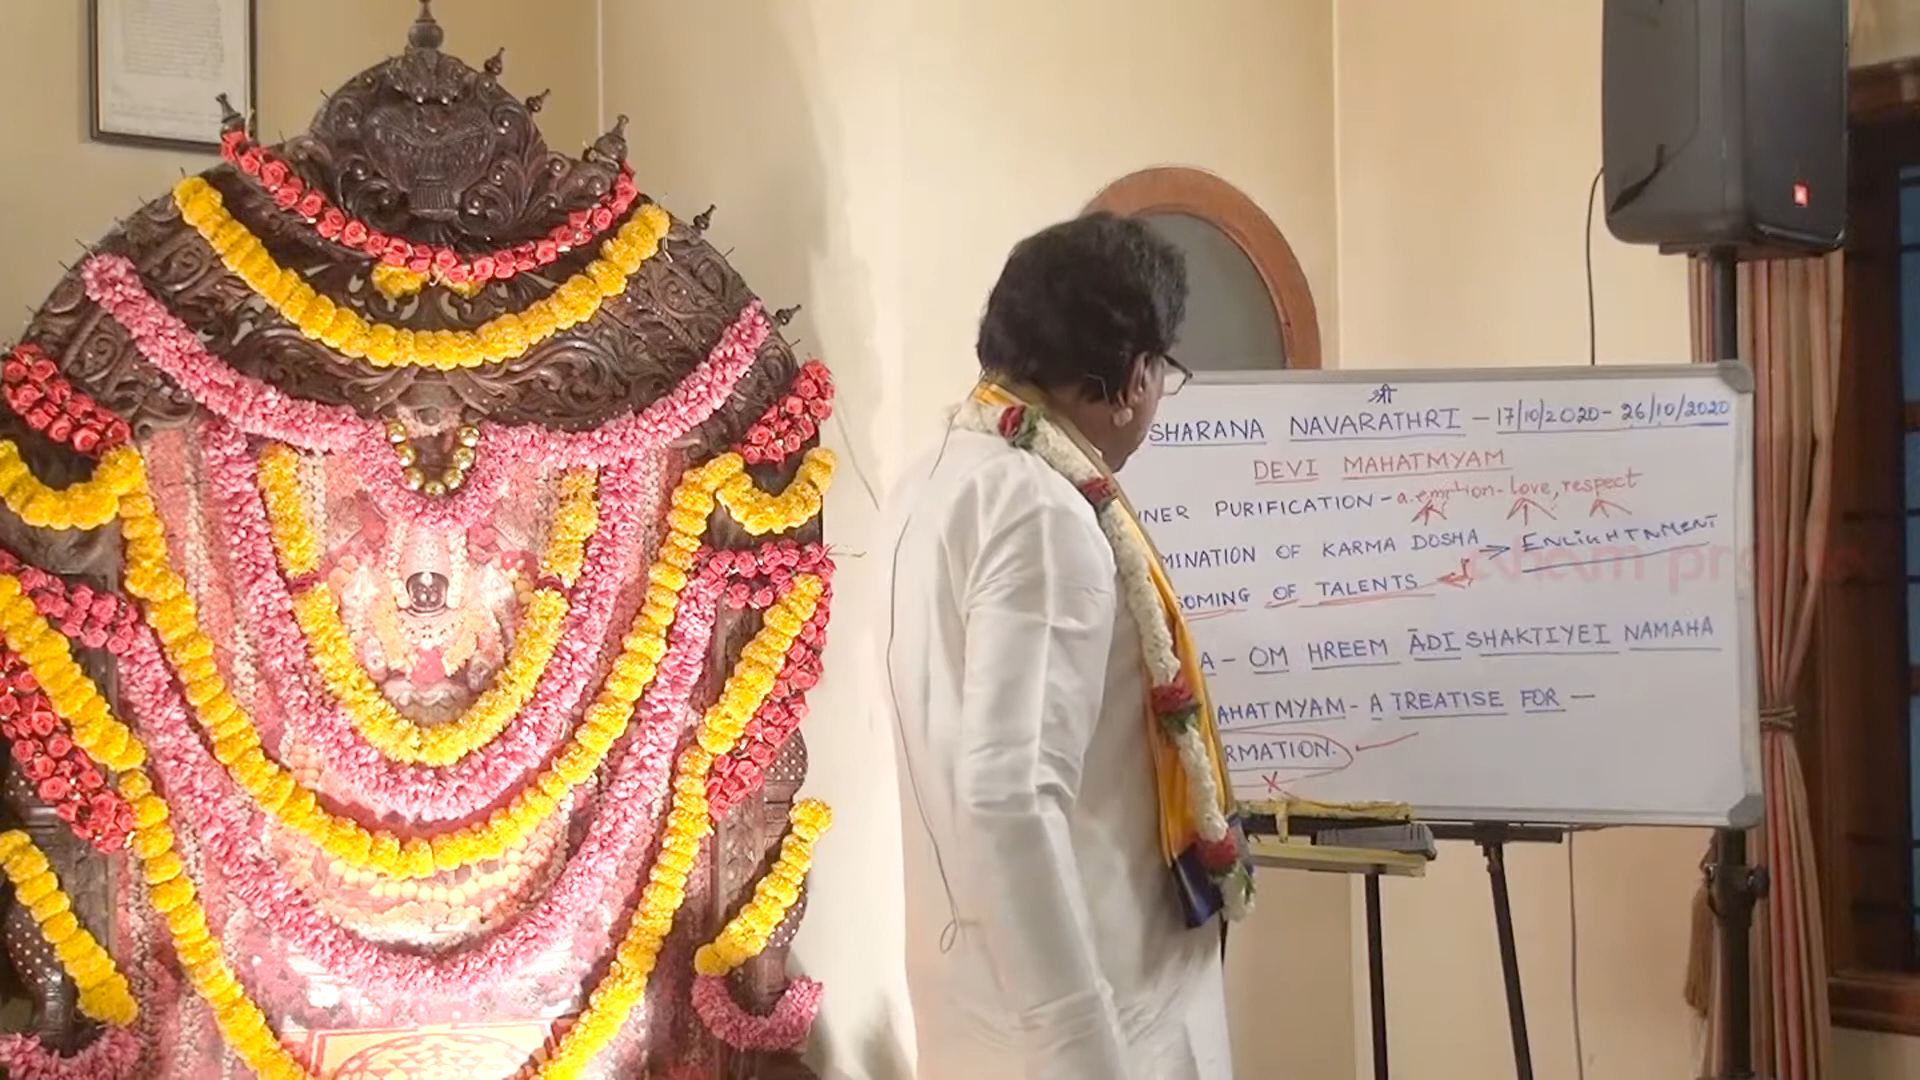 श्री
SHARANA NAVARATHRI - 17/10/2020 - 26/10/2020
DEVI MAHATMYAM
NER PURIFICATION - love, respect
MINATION OF KARMA DOSHA > ENLIGHTNMENT
SOMING OF TALENTS
A - OM HREEM ĀDI SHAKTIYEI NAMAHA
AHATMYAM - A TREATISE FOR -
RMATION.
X